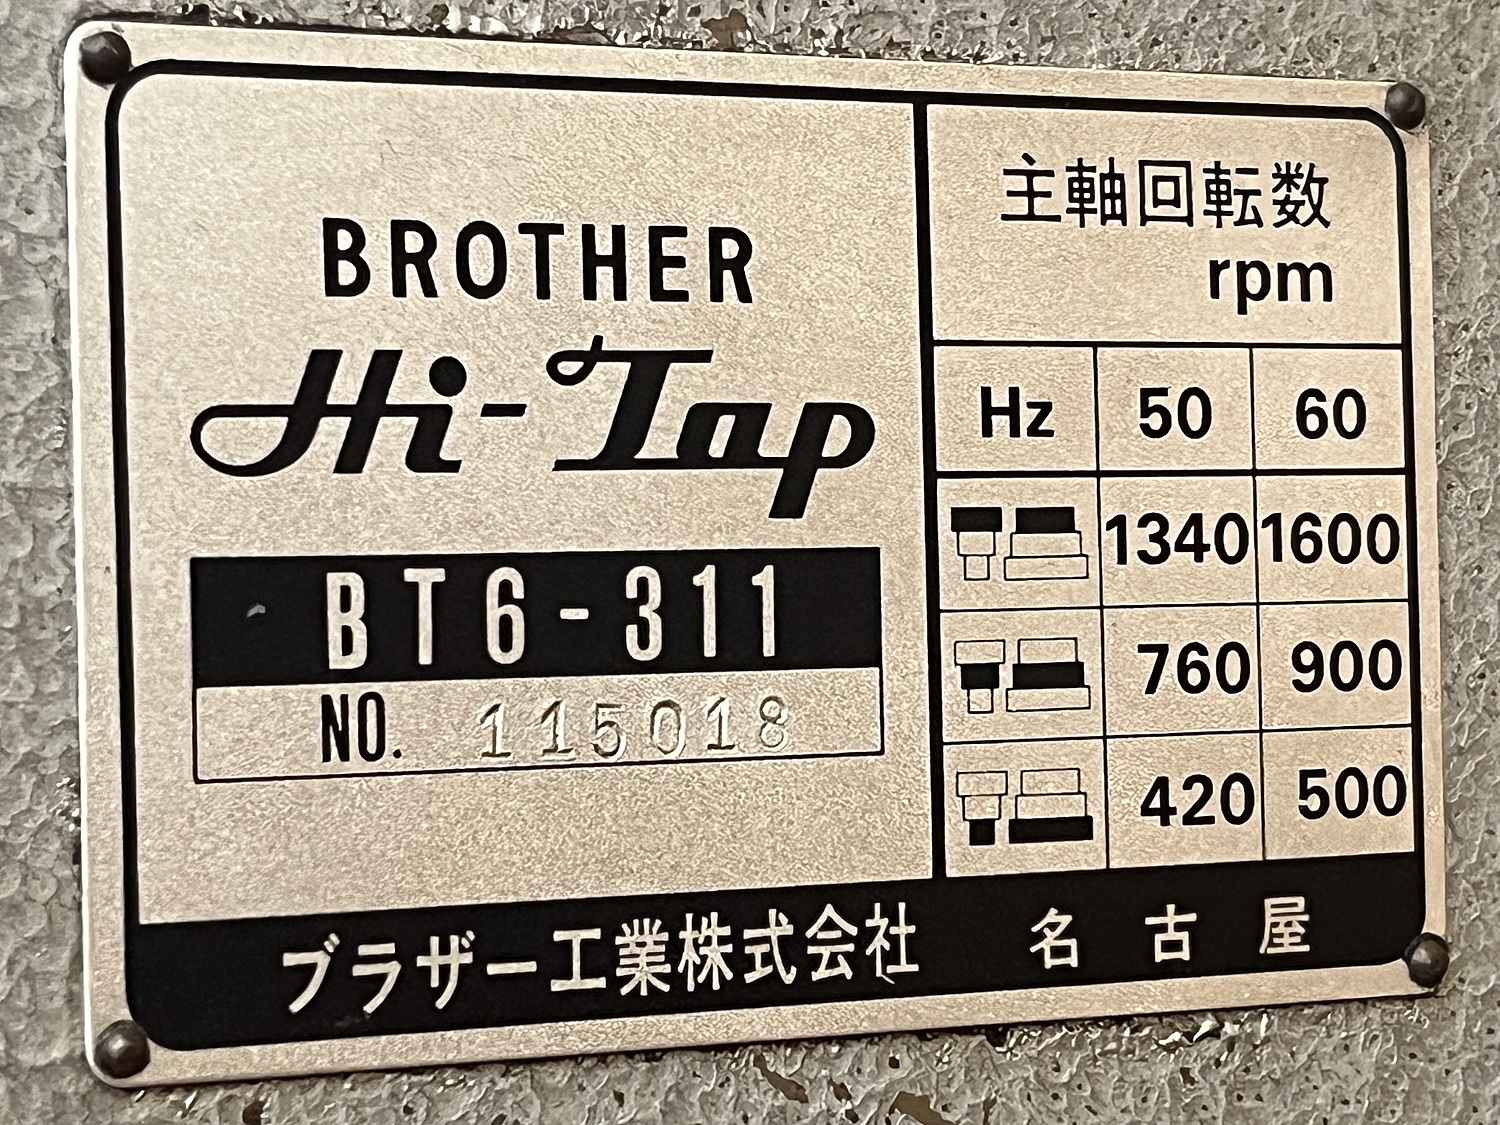 BROTHER
Hi-Tap
BT6-311
NO. 115018
主軸回転数
rpm
Hz 50 60
1340 1600
760 900
420 500
ブラザー工業株式会社 名古屋